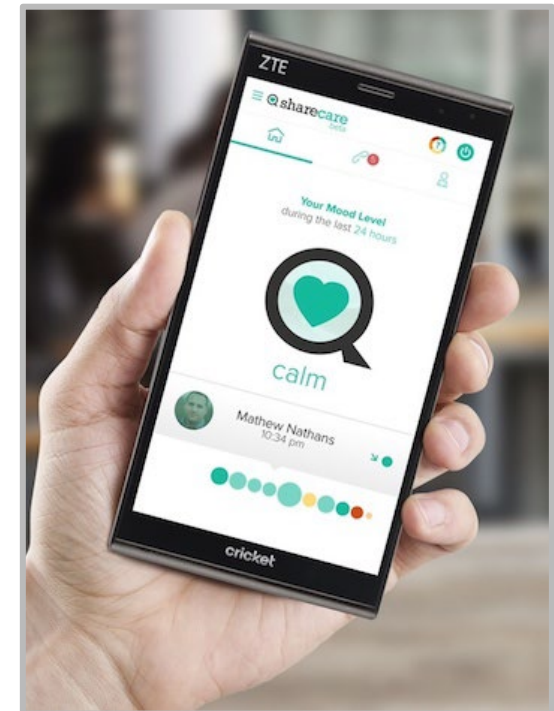 ZTE
sharecare
beta
Your Mood Level
during the last 24 hours
calm
Mathew Nathans
10:34 pm
cricket